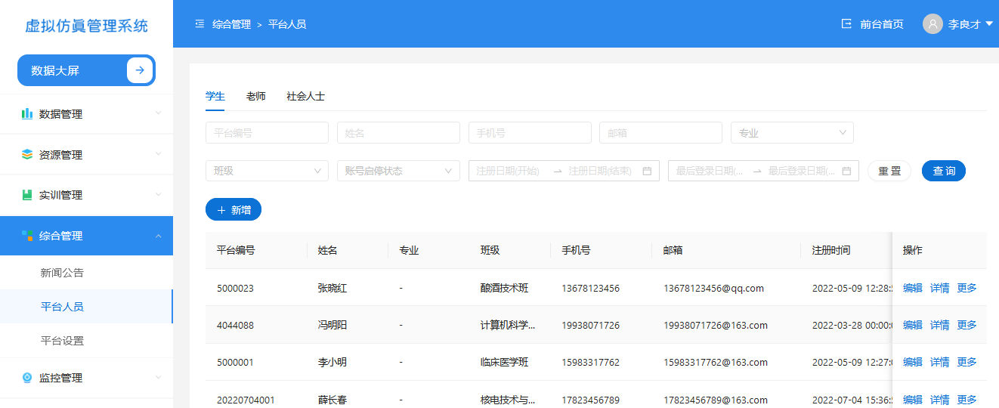 虚拟仿真管理系统
综合管理 > 平台人员
前台首页
李良才
数据大屏
数据管理
资源管理
实训管理
综合管理
新闻公告
平台人员
平台设置
监控管理
学生 老师 社会人士
平台编号 姓名 手机号 邮箱 专业
班级 账号启停状态 注册日期(开始) 注册日期(结束) 最后登录日期(... 最后登录日期(... 重置 查询
新增
平台编号 姓名 专业 班级 手机号 邮箱 注册时间 操作
5000023 张晓红 - 酿酒技术班 13678123456 13678123456@qq.com 2022-05-09 12:28: 编辑 详情 更多
4044088 冯明阳 - 计算机科学... 19938071726 19938071726@163.com 2022-03-28 00:00: 编辑 详情 更多
5000001 李小明 - 临床医学班 15983317762 15983317762@163.com 2022-05-09 12:27: 编辑 详情 更多
20220704001 薛长春 - 核电技术与... 17823456789 17823456789@163.com 2022-07-04 15:36: 编辑 详情 更多